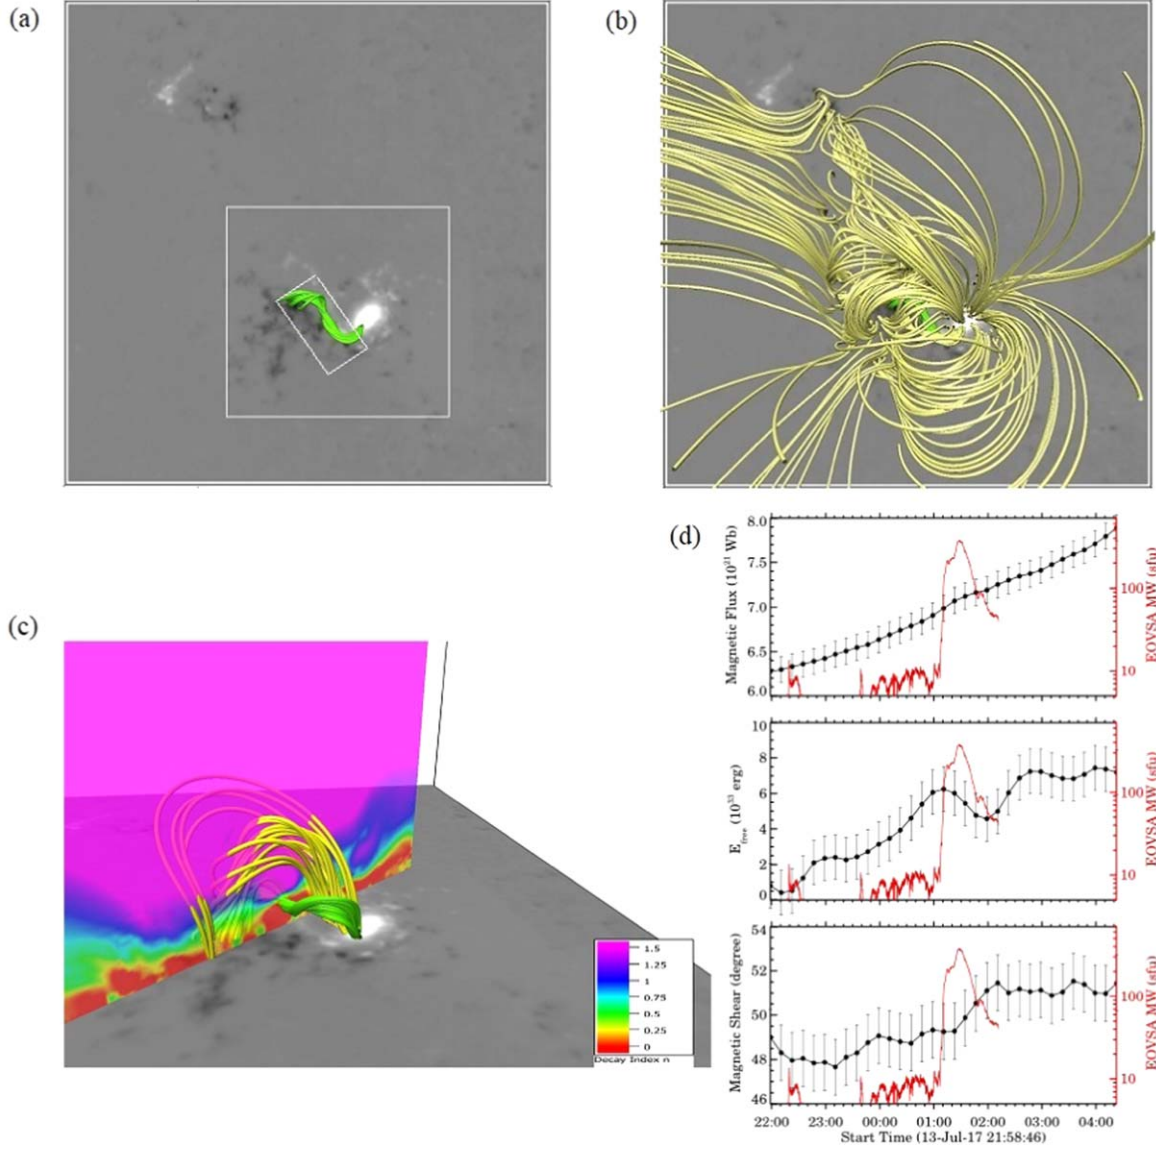 (a)
(b)
(c)
1.5
1.25
1
0.75
0.5
0.25
0
Decay Index n
(d)
8.0
7.5
7.0
6.5
6.0
Magnetic Flux (10²¹ Wb)
100
10
EOVSA MW (sfu)
10
8
6
4
2
0
E_free (10³³ erg)
100
10
EOVSA MW (sfu)
54
52
50
48
46
Magnetic Shear (degree)
100
10
EOVSA MW (sfu)
22:00 23:00 00:00 01:00 02:00 03:00 04:00
Start Time (13-Jul-17 21:58:46)